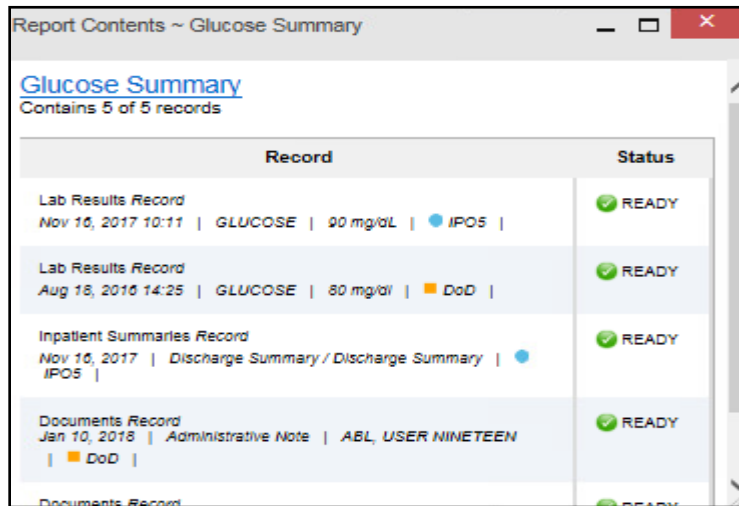 Report Contents ~ Glucose Summary
Glucose Summary
Contains 5 of 5 records
Record Status
Lab Results Record READY
Nov 16, 2017 10:11 | GLUCOSE | 90 mg/dL | IPO5 |
Lab Results Record READY
Aug 18, 2016 14:25 | GLUCOSE | 80 mg/dl | DoD |
Inpatient Summaries Record READY
Nov 16, 2017 | Discharge Summary / Discharge Summary |
IPO5 |
Documents Record READY
Jan 10, 2018 | Administrative Note | ABL, USER NINETEEN
| DoD |
Documents Record READY